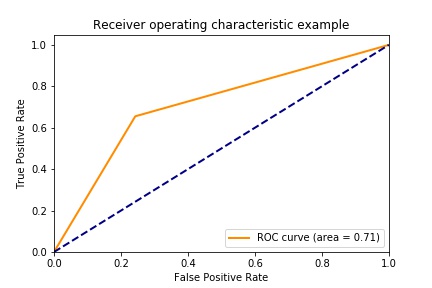 Receiver operating characteristic example
True Positive Rate
1.0
0.8
0.6
0.4
0.2
0.0
ROC curve (area = 0.71)
0.0 0.2 0.4 0.6 0.8 1.0
False Positive Rate